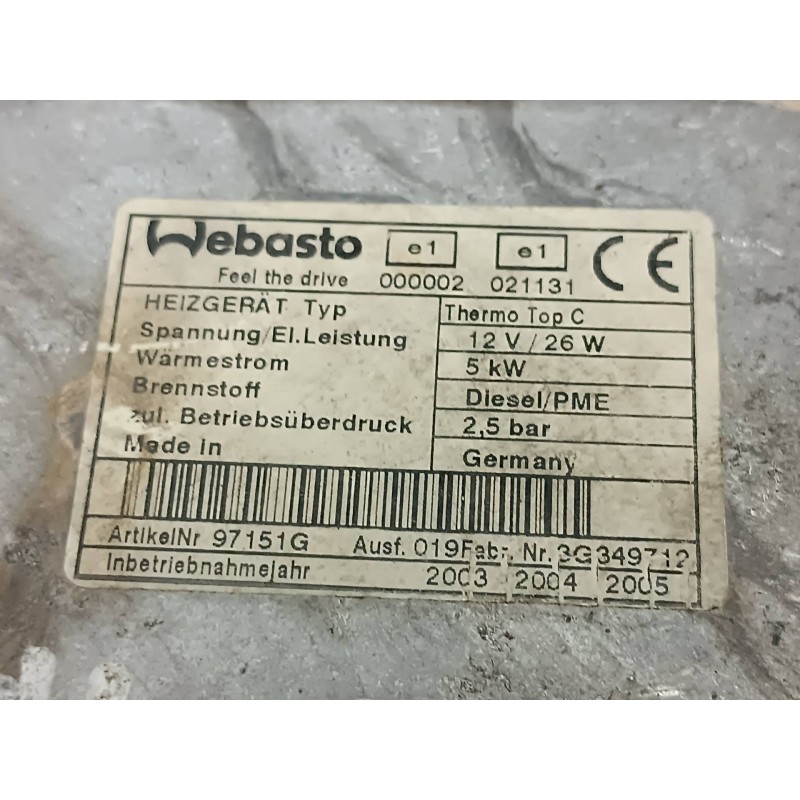 Webasto e1 e1 CE
Feel the drive 000002 021131
HEIZGERÄT Typ Thermo Top C
Spannung/El.Leistung 12 V / 26 W
Wärmestrom 5 kW
Brennstoff Diesel/PME
zul. Betriebsüberdruck 2,5 bar
Made in Germany
ArtikelNr 97151G Ausf. 019 Fabr. Nr. 3G349712
Inbetriebnahmejahr 2003 2004 2005